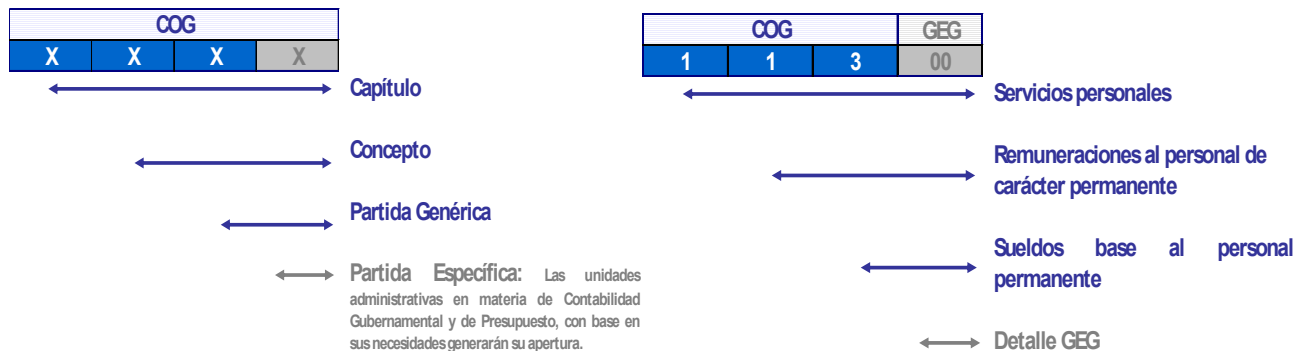 COG
X X X X
Capítulo
Concepto
Partida Genérica
Partida Específica: Las unidades
administrativas en materia de Contabilidad
Gubernamental y de Presupuesto, con base en
sus necesidades generarán su apertura.
COG GEG
1 1 3 00
Servicios personales
Remuneraciones al personal de
carácter permanente
Sueldos base al personal
permanente
Detalle GEG